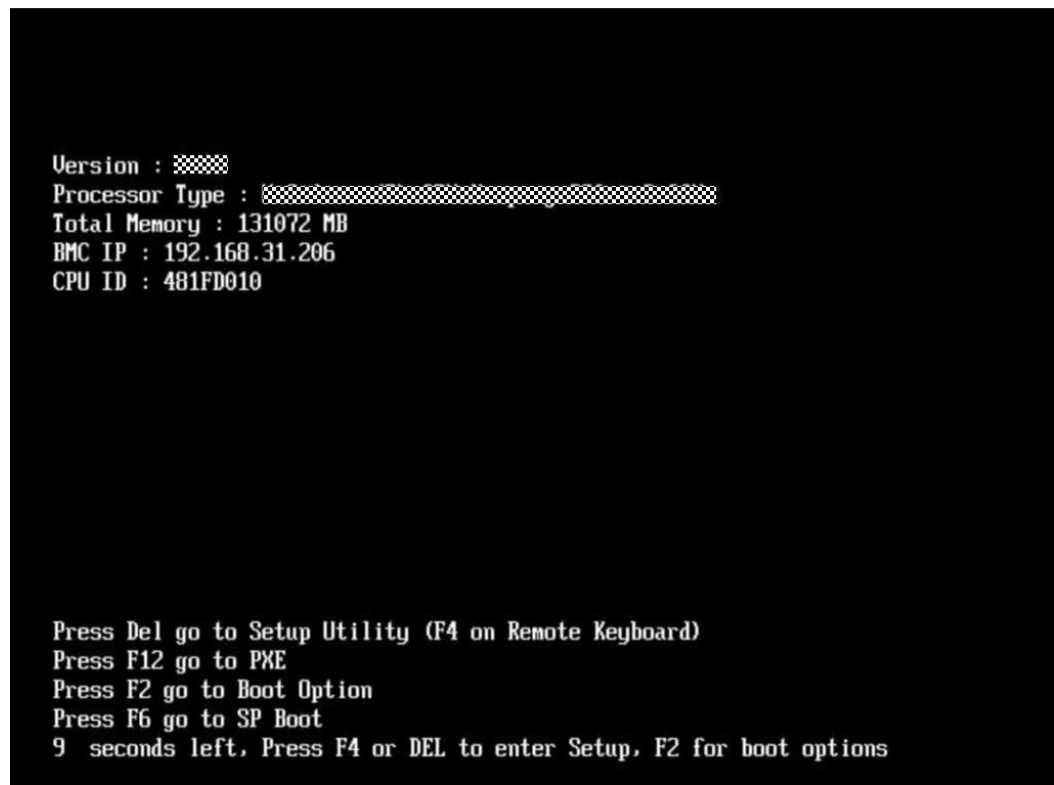 Version :
Processor Type :
Total Memory : 131072 MB
BMC IP : 192.168.31.206
CPU ID : 481FD010
Press Del go to Setup Utility (F4 on Remote Keyboard)
Press F12 go to PXE
Press F2 go to Boot Option
Press F6 go to SP Boot
9 seconds left, Press F4 or DEL to enter Setup, F2 for boot options